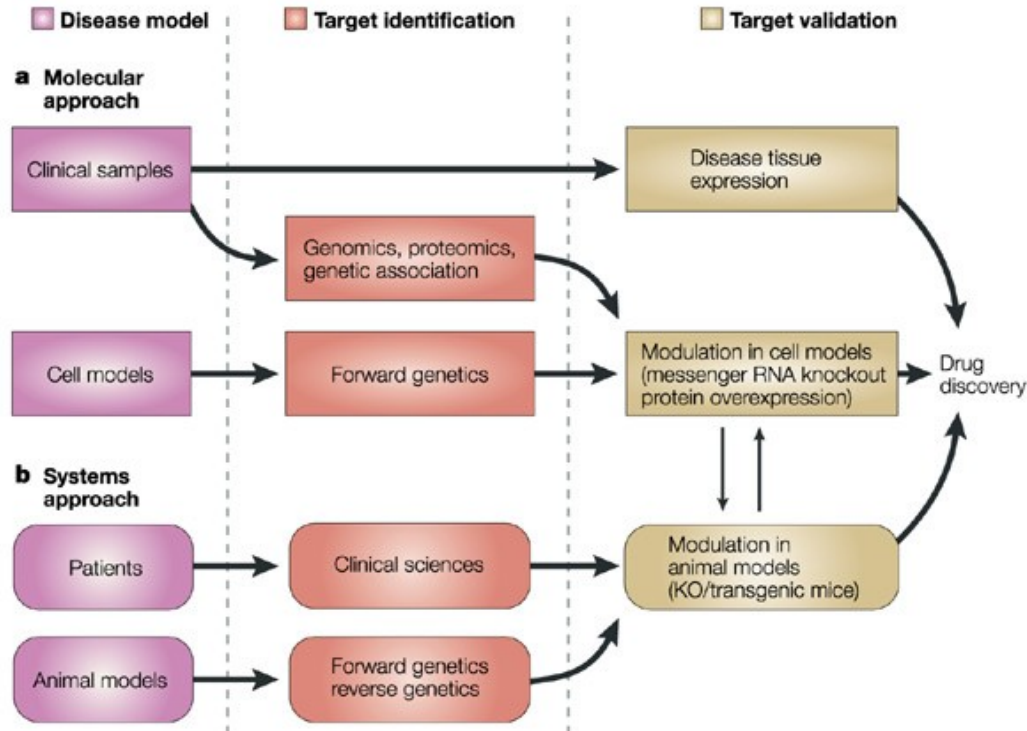 Disease model
Target identification
Target validation
a Molecular
approach
Clinical samples
Disease tissue
expression
Genomics, proteomics,
genetic association
Cell models
Forward genetics
Modulation in cell models
(messenger RNA knockout
protein overexpression)
Drug
discovery
b Systems
approach
Patients
Clinical sciences
Modulation in
animal models
(KO/transgenic mice)
Animal models
Forward genetics
reverse genetics